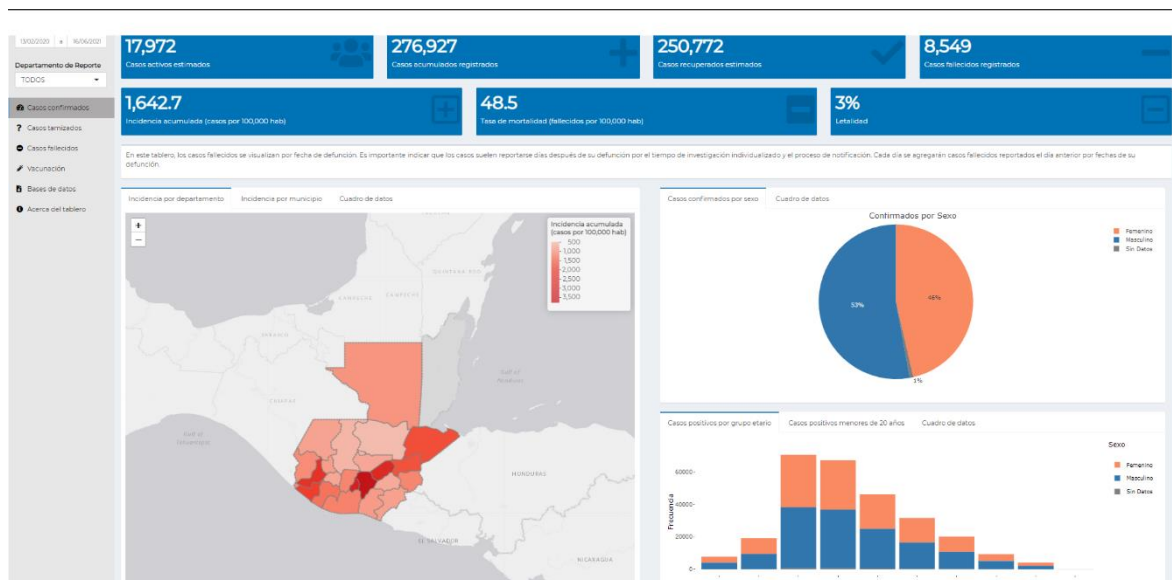 13/02/2020 a 16/06/2021
Departamento de Reporte
TODOS
Casos confirmados
Casos tamizados
Casos fallecidos
Vacunación
Bases de datos
Acerca del tablero
17,972
Casos activos estimados
276,927
Casos acumulados registrados
250,772
Casos recuperados estimados
8,549
Casos fallecidos registrados
1,642.7
Incidencia acumulada (casos por 100,000 hab)
48.5
Tasa de mortalidad (fallecidos por 100,000 hab)
3%
Letalidad
En este tablero, los casos fallecidos se visualizan por fecha de defunción. Es importante indicar que los casos suelen reportarse días después de su defunción por el tiempo de investigación individualizado y el proceso de notificación. Cada día se agregarán casos fallecidos reportados el día anterior por fechas de su
defunción.
Incidencia por departamento Incidencia por municipio Cuadro de datos
+
−
Incidencia acumulada
(casos por 100,000 hab)
500
1,000
1,500
2,000
2,500
3,000
3,500
QUINTANA ROO
CAMPECHE CAMPECHE
CHIAPAS
Gulf of
Honduras
Gulf of
Tehuantepec
HONDURAS
EL SALVADOR
NICARAGUA
Casos confirmados por sexo Cuadro de datos
Confirmados por Sexo
Femenino
Masculino
Sin Datos
53%
46%
1%
Casos positivos por grupo etario Casos positivos menores de 20 años Cuadro de datos
Sexo
Femenino
Masculino
Sin Datos
Frecuencia
60000-
40000-
20000-
0-